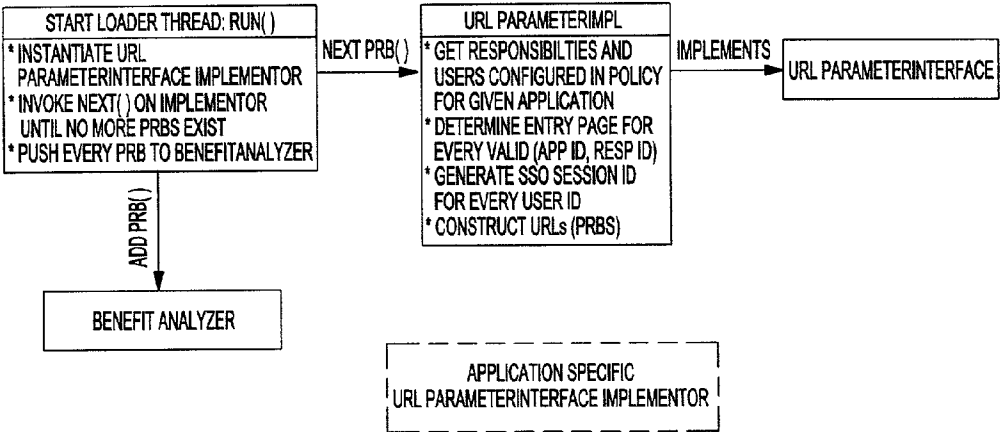 START LOADER THREAD: RUN( )
* INSTANTIATE URL
PARAMETERINTERFACE IMPLEMENTOR
* INVOKE NEXT( ) ON IMPLEMENTOR
UNTIL NO MORE PRBS EXIST
* PUSH EVERY PRB TO BENEFITANALYZER
NEXT PRB( )
URL PARAMETERIMPL
* GET RESPONSIBILTIES AND
USERS CONFIGURED IN POLICY
FOR GIVEN APPLICATION
* DETERMINE ENTRY PAGE FOR
EVERY VALID (APP ID, RESP ID)
* GENERATE SSO SESSION ID
FOR EVERY USER ID
* CONSTRUCT URLs (PRBS)
IMPLEMENTS
URL PARAMETERINTERFACE
ADD PRB( )
BENEFIT ANALYZER
APPLICATION SPECIFIC
URL PARAMETERINTERFACE IMPLEMENTOR